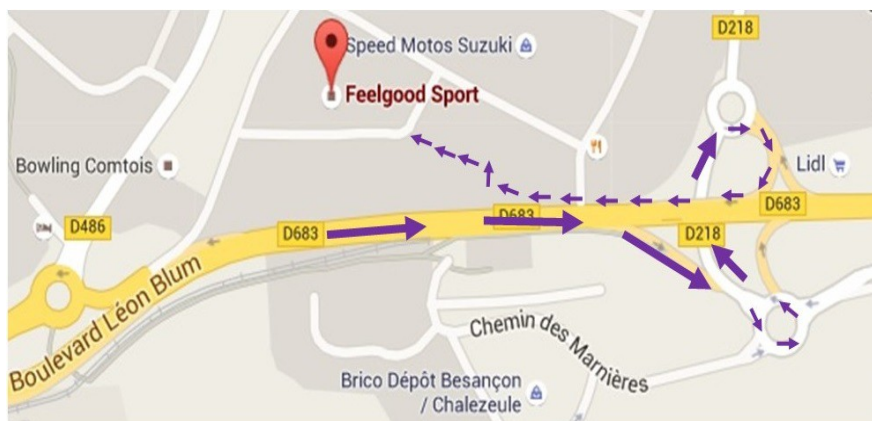 D218
Speed Motos Suzuki
Feelgood Sport
Bowling Comtois
Lidl
D486
D683
D683
D683
D218
Boulevard Léon Blum
Chemin des Marnières
Brico Dépôt Besançon
/ Chalezeule